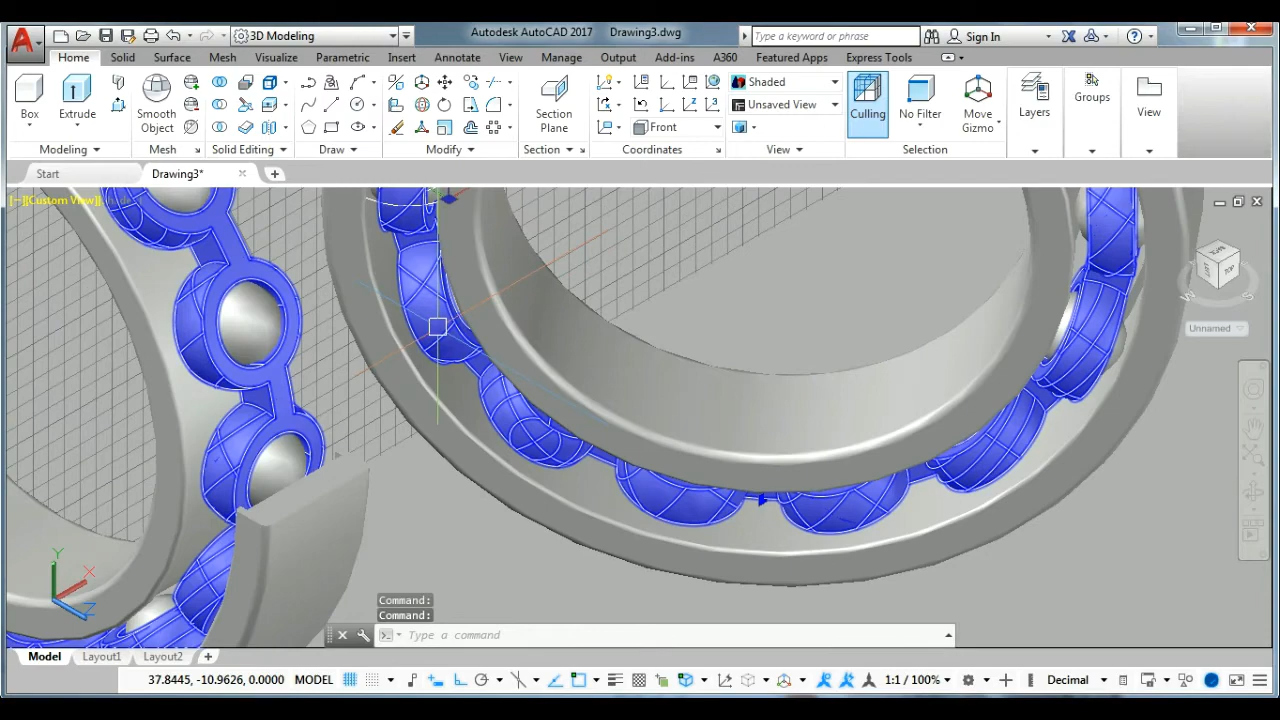 3D Modeling
Autodesk AutoCAD 2017 Drawing3.dwg
Type a keyword or phrase
Sign In
Home Solid Surface Mesh Visualize Parametric Insert Annotate View Manage Output Add-ins A360 Featured Apps Express Tools
Box
Extrude
Smooth
Object
Section
Plane
Shaded
Unsaved View
Front
Culling
No Filter
Move
Gizmo
Layers
Groups
View
Modeling Mesh Solid Editing Draw Modify Section Coordinates View Selection
Start Drawing3*
[−][Custom View]
TOP
W
S
Unnamed
Y
X
Z
Command:
Command:
Type a command
Model Layout1 Layout2
37.8445, -10.9626, 0.0000 MODEL 1:1 / 100% Decimal